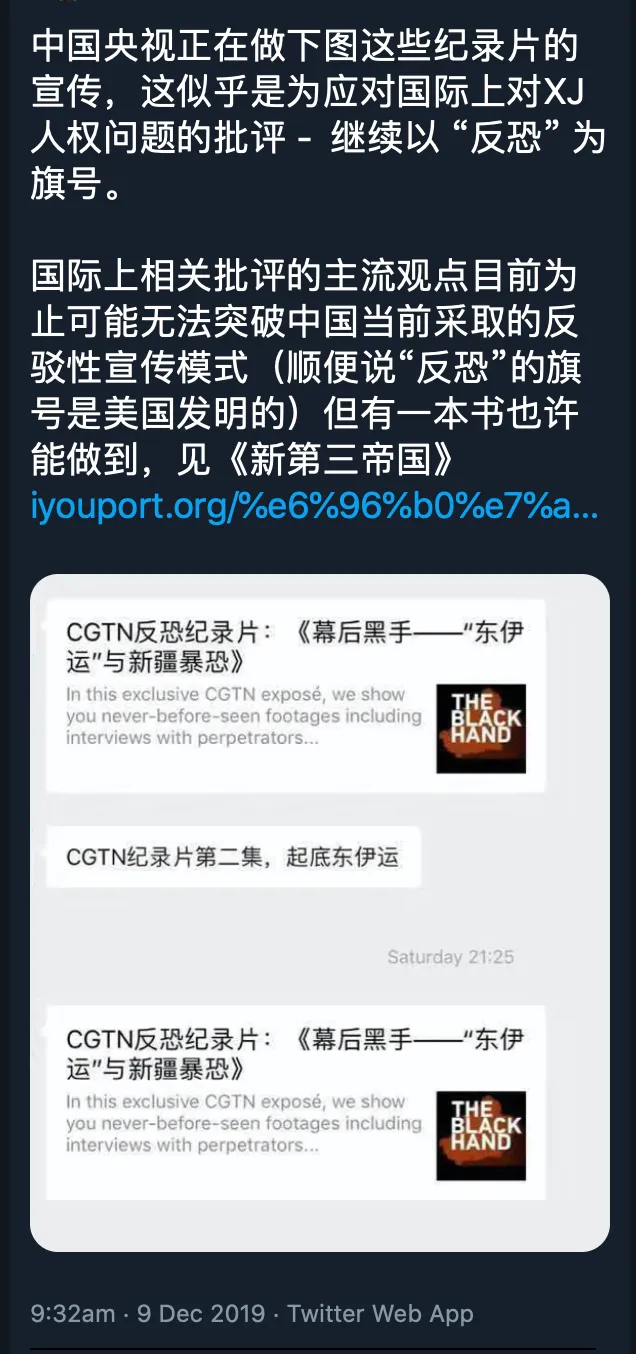 中国央视正在做下图这些纪录片的
宣传，这似乎是为应对国际上对XJ
人权问题的批评 - 继续以 “反恐” 为
旗号。
国际上相关批评的主流观点目前为
止可能无法突破中国当前采取的反
驳性宣传模式（顺便说“反恐”的旗
号是美国发明的）但有一本书也许
能做到，见《新第三帝国》
iyouport.org/%e6%96%b0%e7%a...
CGTN反恐纪录片：《幕后黑手——“东伊
运”与新疆暴恐》
In this exclusive CGTN exposé, we show
you never-before-seen footages including
interviews with perpetrators...
THE
BLACK
HAND
CGTN纪录片第二集，起底东伊运
Saturday 21:25
CGTN反恐纪录片：《幕后黑手——“东伊
运”与新疆暴恐》
In this exclusive CGTN exposé, we show
you never-before-seen footages including
interviews with perpetrators...
THE
BLACK
HAND
9:32am · 9 Dec 2019 · Twitter Web App